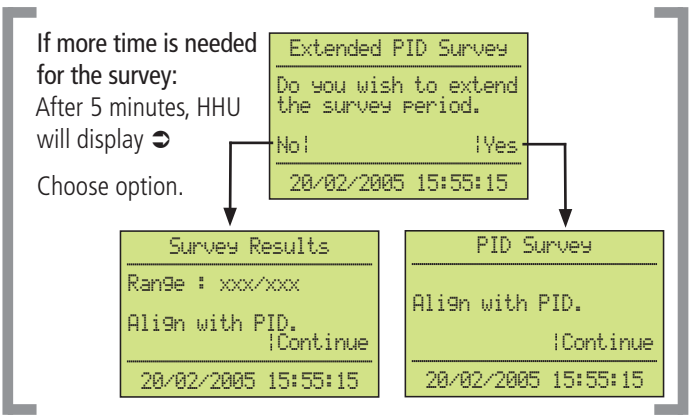 If more time is needed
for the survey:
After 5 minutes, HHU
will display ➲
Choose option.
Extended PID Survey
Do you wish to extend
the survey period.
No¦ ¦Yes
20/02/2005 15:55:15
Survey Results
Range : xxx/xxx
Align with PID.
¦Continue
20/02/2005 15:55:15
PID Survey
Align with PID.
¦Continue
20/02/2005 15:55:15